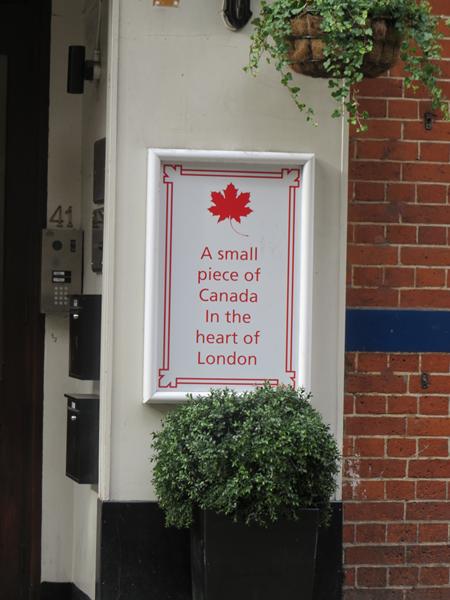 41
A small
piece of
Canada
In the
heart of
London